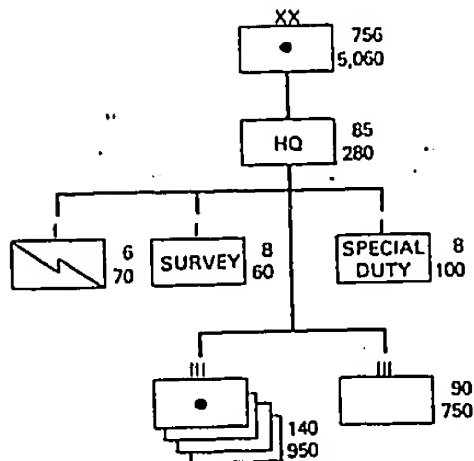 XX
756
5,060
HQ
85
280
I
I
I
6
70
SURVEY
8
60
SPECIAL
DUTY
8
100
III
III
140
950
90
750